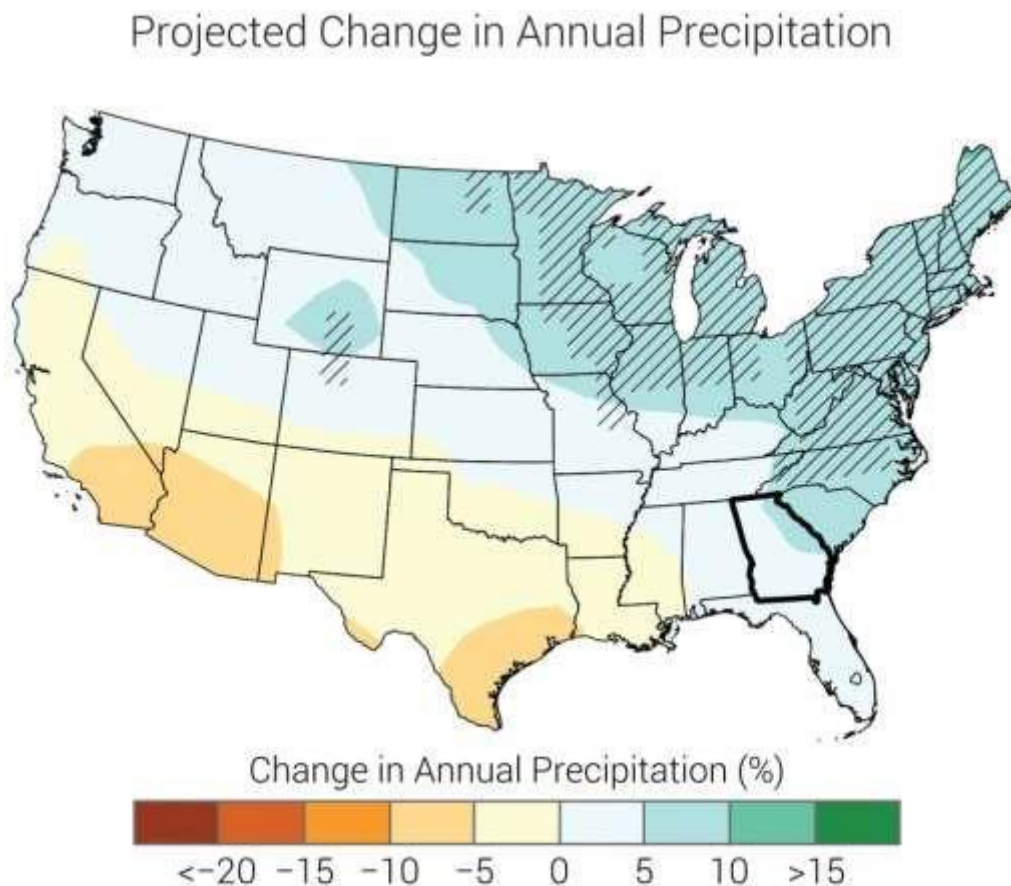 Projected Change in Annual Precipitation
Change in Annual Precipitation (%)
<−20 −15 −10 −5 0 5 10 >15